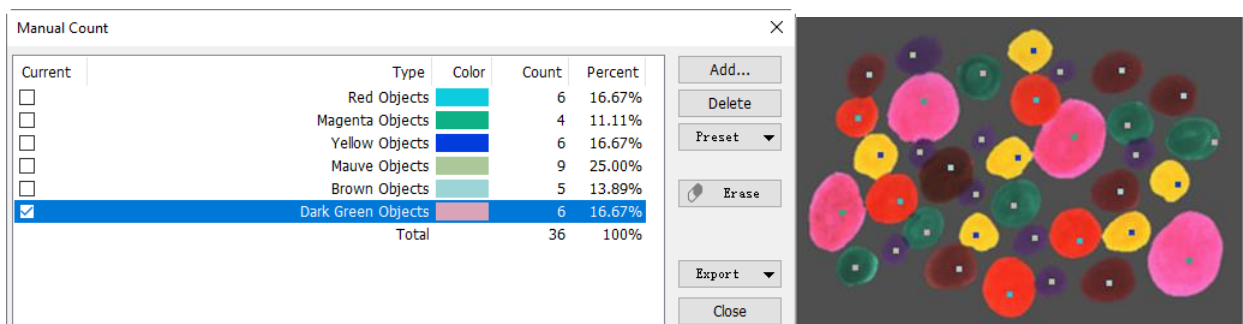 Manual Count
Current Type Color Count Percent
Red Objects 6 16.67%
Magenta Objects 4 11.11%
Yellow Objects 6 16.67%
Mauve Objects 9 25.00%
Brown Objects 5 13.89%
Dark Green Objects 6 16.67%
Total 36 100%
Add...
Delete
Preset
Erase
Export
Close